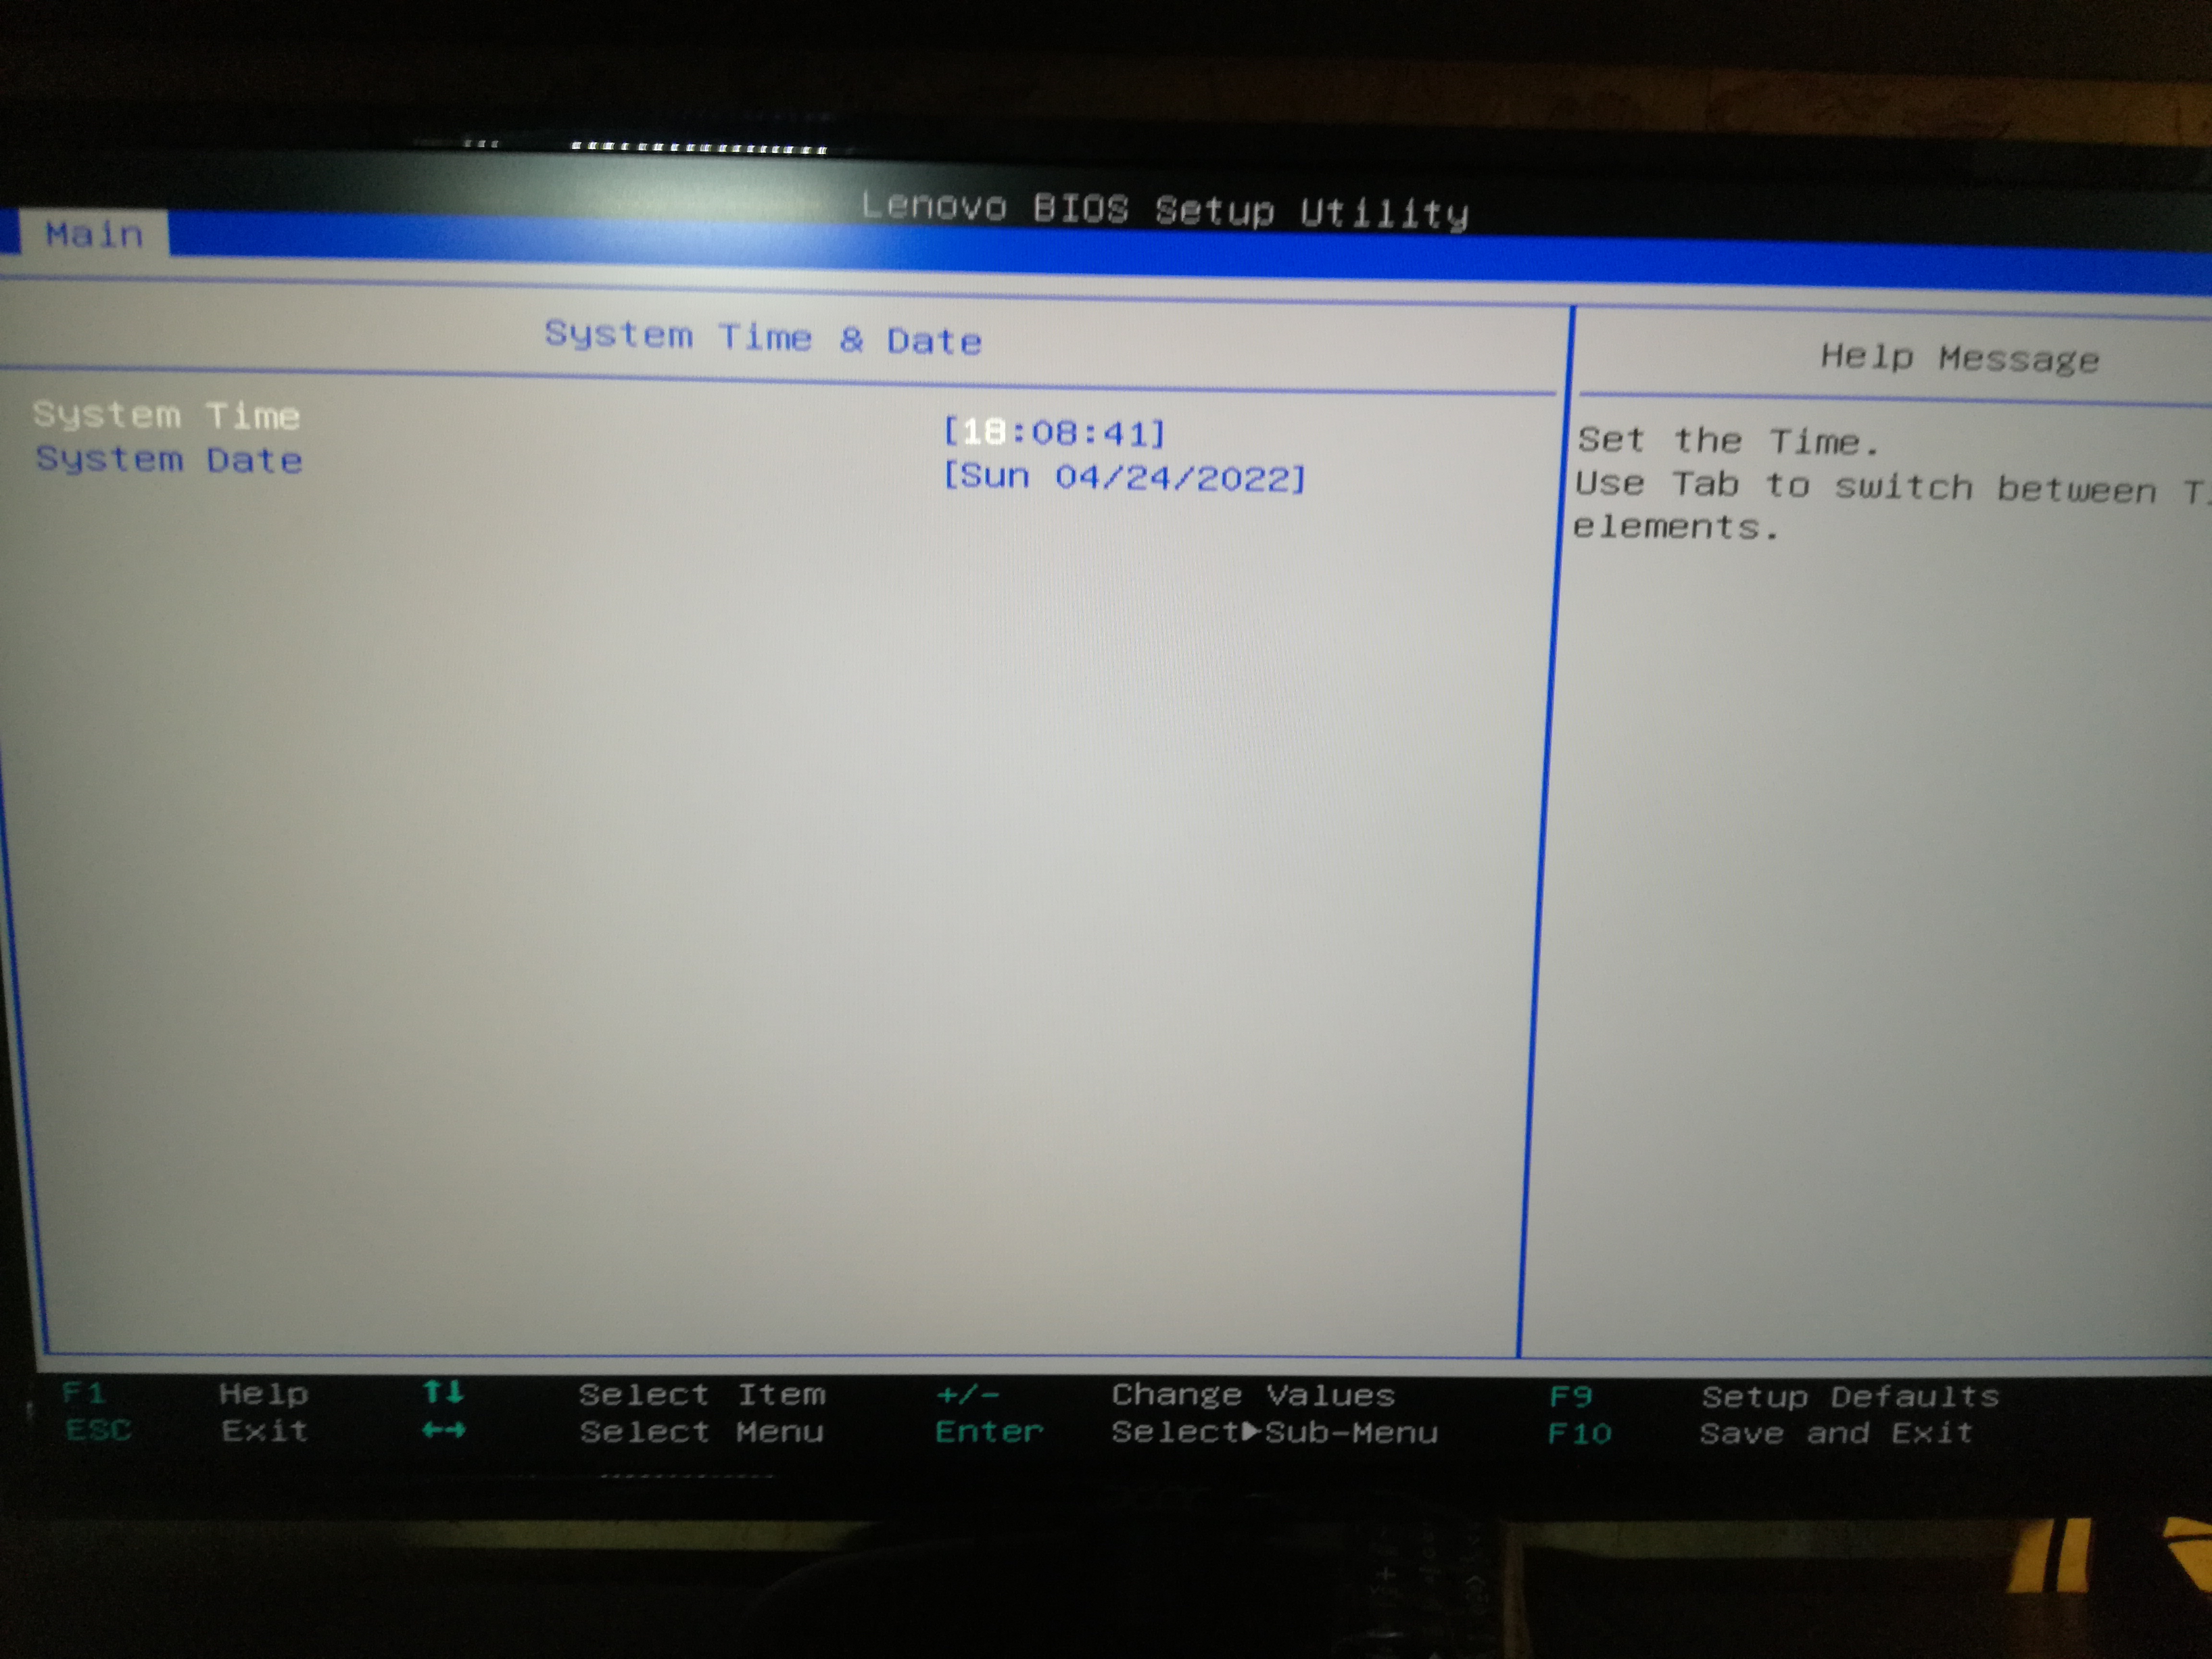 Lenovo BIOS Setup Utility
Main
System Time & Date
System Time [18:08:41]
System Date [Sun 04/24/2022]
Help Message
Set the Time.
Use Tab to switch between
elements.
F1 Help ↑↓ Select Item +/- Change Values F9 Setup Defaults
ESC Exit ←→ Select Menu Enter Select▶Sub-Menu F10 Save and Exit